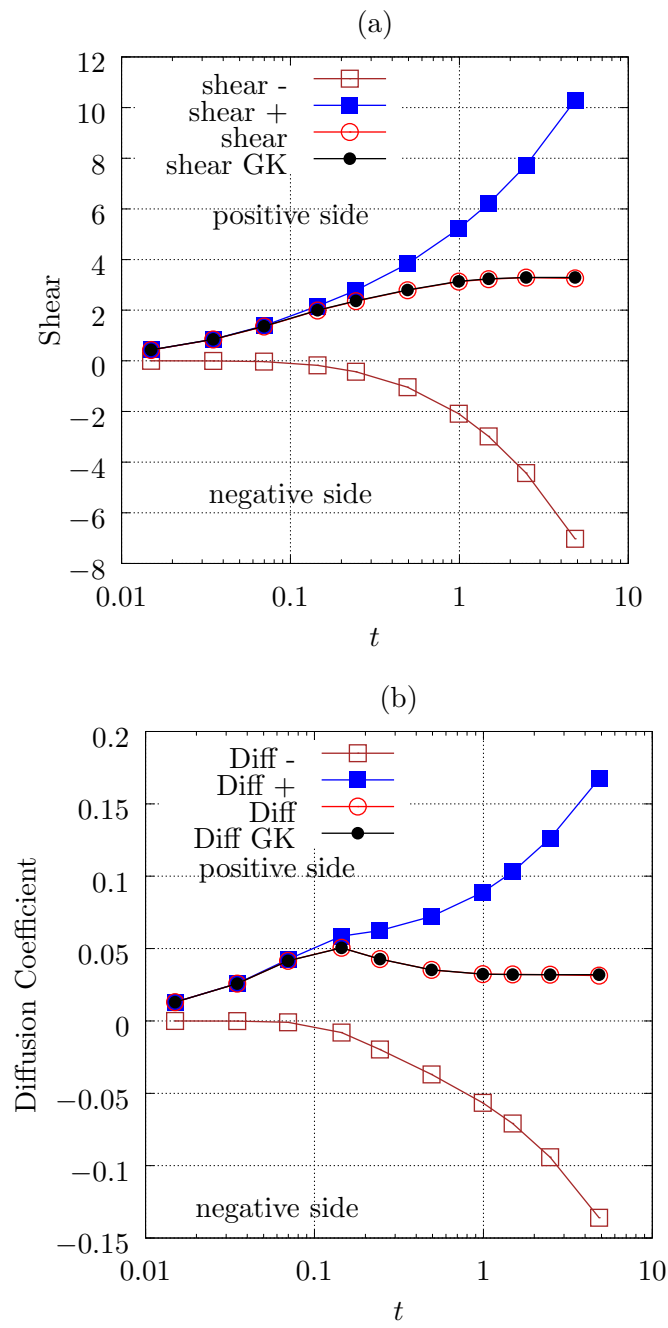 (a)
12
10
8
6
4
2
0
−2
−4
−6
−8
Shear
shear -
shear +
shear
shear GK
positive side
negative side
0.01 0.1 1 10
t
(b)
0.2
0.15
0.1
0.05
0
−0.05
−0.1
−0.15
Diffusion Coefficient
Diff -
Diff +
Diff
Diff GK
positive side
negative side
0.01 0.1 1 10
t